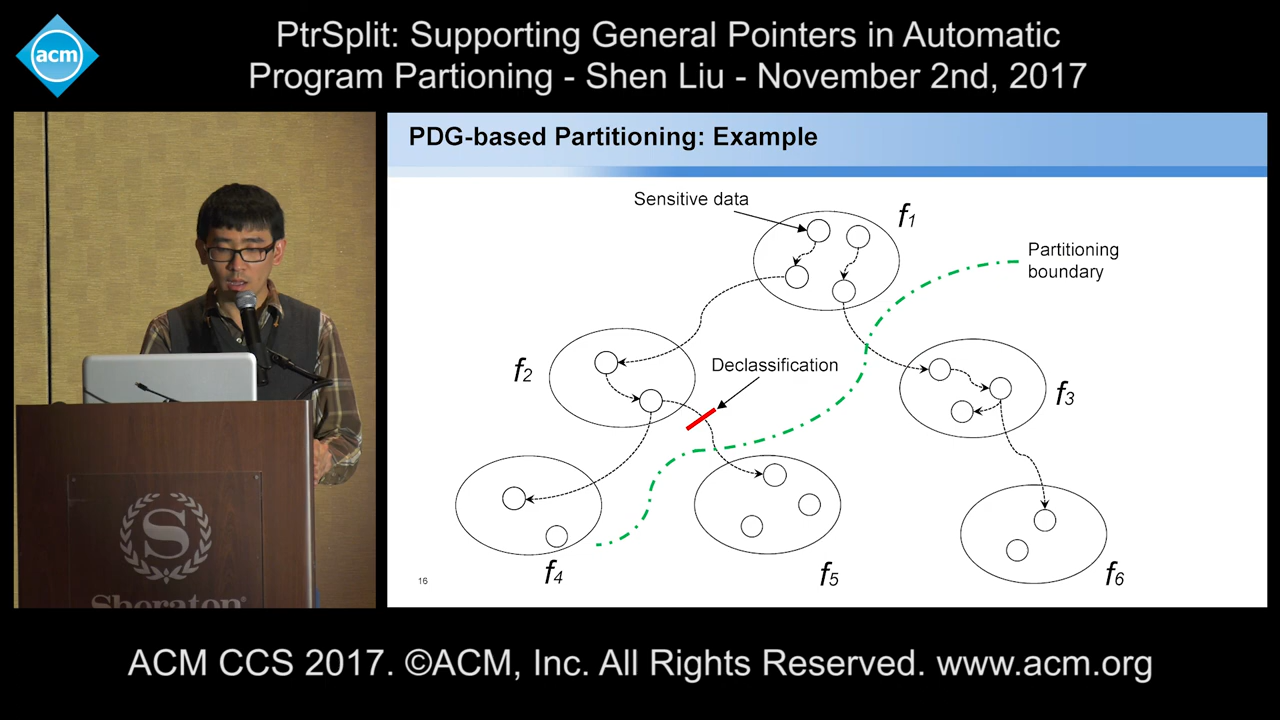 acm
PtrSplit: Supporting General Pointers in Automatic
Program Partioning - Shen Liu - November 2nd, 2017
PDG-based Partitioning: Example
Sensitive data
f1
Partitioning
boundary
f2
Declassification
f3
f4
f5
f6
16
S
Sheraton
ACM CCS 2017. ©ACM, Inc. All Rights Reserved. www.acm.org